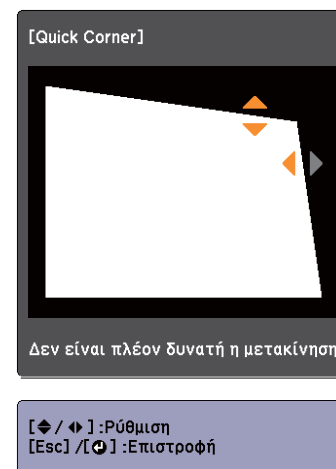 [Quick Corner]
Δεν είναι πλέον δυνατή η μετακίνηση
[ / ] :Ρύθμιση
[Esc] /[ ] :Επιστροφή